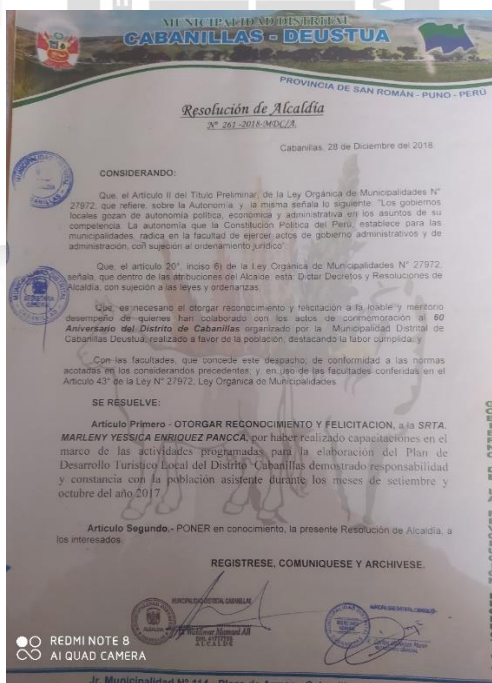 MUNICIPALIDAD DISTRITAL
CABANILLAS - DEUSTUA
PROVINCIA DE SAN ROMÁN - PUNO - PERÚ
Resolución de Alcaldía
Nº 261-2018-MDC/A.
Cabanillas, 28 de Diciembre del 2018.
CONSIDERANDO:
Que, el Artículo II del Título Preliminar, de la Ley Orgánica de Municipalidades N°
27972, que refiere, sobre la Autonomía y la misma señala lo siguiente: "Los gobiernos
locales gozan de autonomía política, económica y administrativa en los asuntos de su
competencia. La autonomía que la Constitución Política del Perú, establece para las
municipalidades, radica en la facultad de ejercer actos de gobierno administrativos y de
administración, con sujeción al ordenamiento jurídico".
Que, el artículo 20°, inciso 6) de la Ley Orgánica de Municipalidades N° 27972,
señala, que dentro de las atribuciones del Alcalde está: Dictar Decretos y Resoluciones de
Alcaldía, con sujeción a las leyes y ordenanzas.
Que, es necesario el otorgar reconocimiento y felicitación a la loable y meritorio
desempeño de quienes han colaborado con los actos de conmemoración al 60
Aniversario del Distrito de Cabanillas organizado por la Municipalidad Distrital de
Cabanillas Deustua, realizado a favor de la población, destacando la labor cumplida, y
Con las facultades, que concede este despacho, de conformidad a las normas
acotadas en los considerandos precedentes, y en uso de las facultades conferidas en el
Artículo 43° de la Ley N° 27972, Ley Orgánica de Municipalidades.
SE RESUELVE:
Artículo Primero.- OTORGAR RECONOCIMIENTO Y FELICITACION, a la SRTA.
MARLENY YESSICA ENRIQUEZ PANCCA, por haber realizado capacitaciones en el
marco de las actividades programadas para la elaboración del Plan de
Desarrollo Turístico Local del Distrito Cabanillas demostrado responsabilidad
y constancia con la población asistente durante los meses de setiembre y
octubre del año 2017.
Artículo Segundo.- PONER en conocimiento, la presente Resolución de Alcaldía, a
los interesados.
REGISTRESE, COMUNIQUESE Y ARCHIVESE.
MUNICIPALIDAD DISTRITAL CABANILLAS
ALCALDE
REDMI NOTE 8
AI QUAD CAMERA